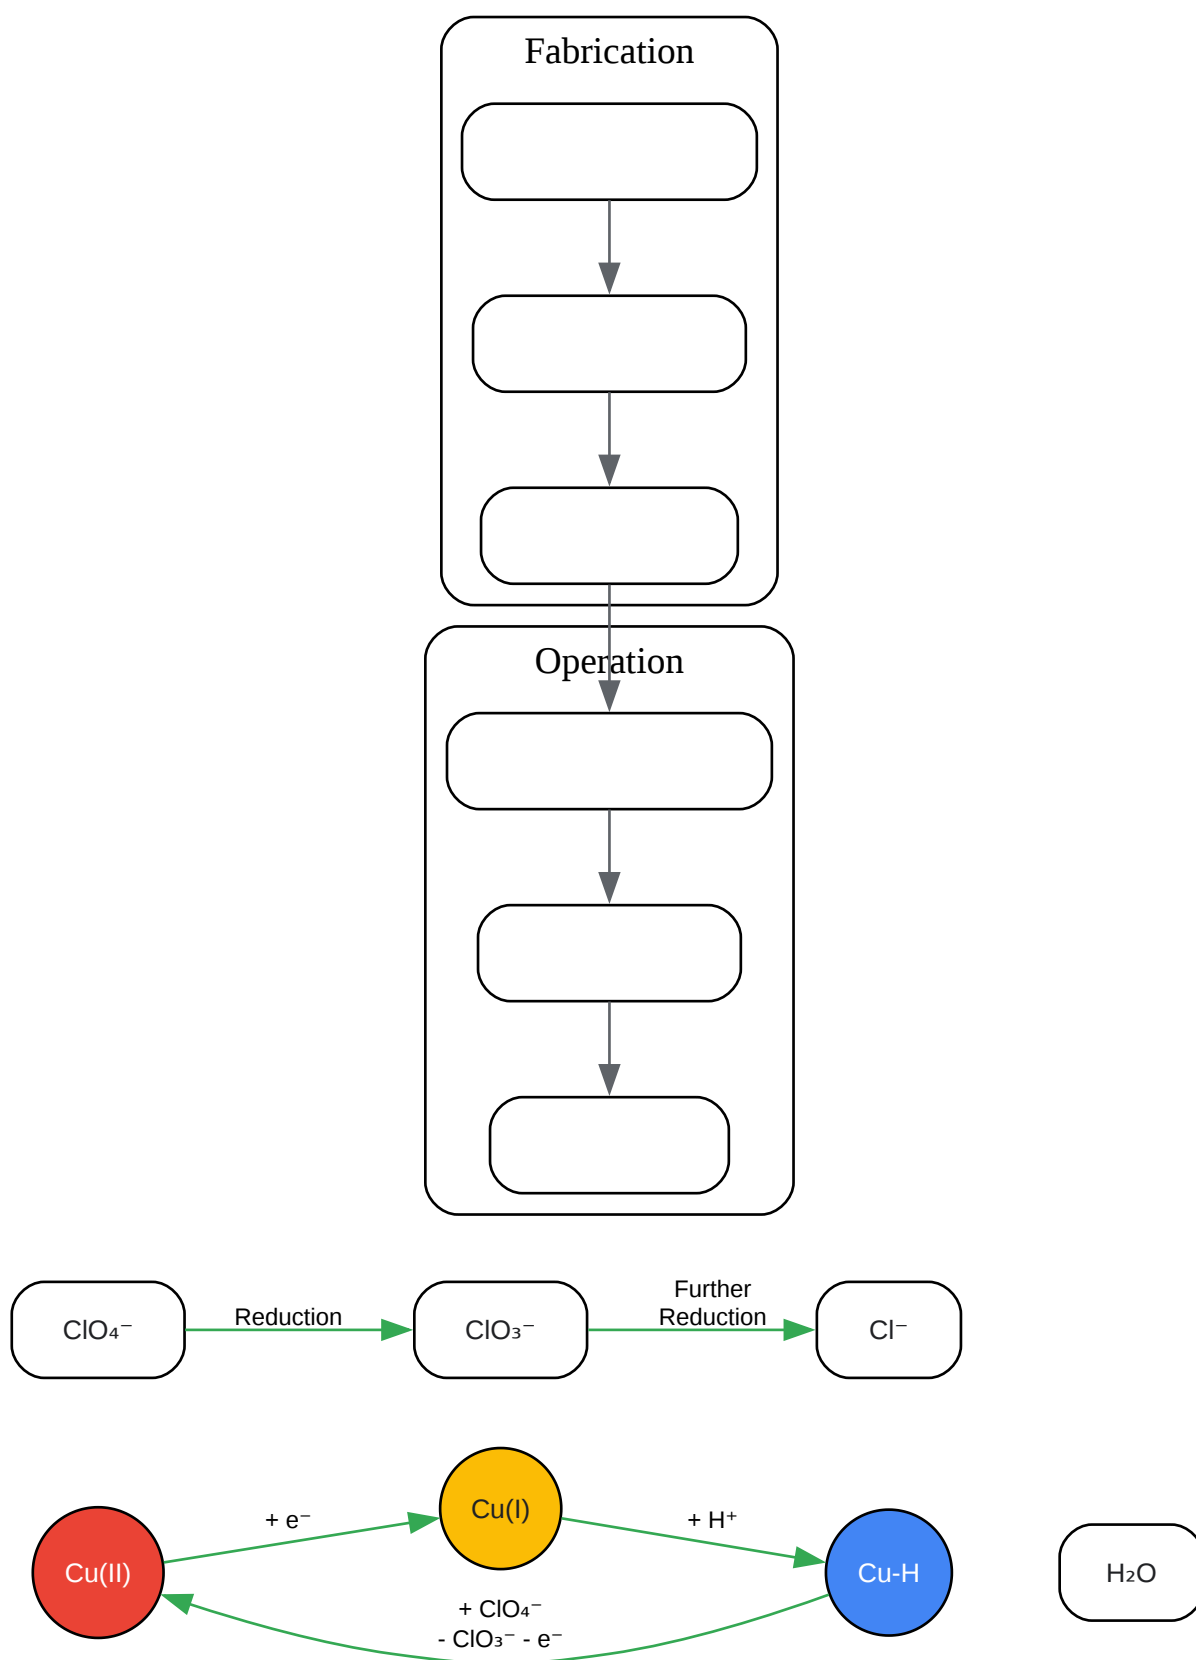 Fabrication
Operation
ClO₄⁻
Reduction
ClO₃⁻
Further
Reduction
Cl⁻
Cu(II)
+ e⁻
Cu(I)
+ H⁺
Cu-H
H₂O
+ ClO₄⁻
- ClO₃⁻ - e⁻